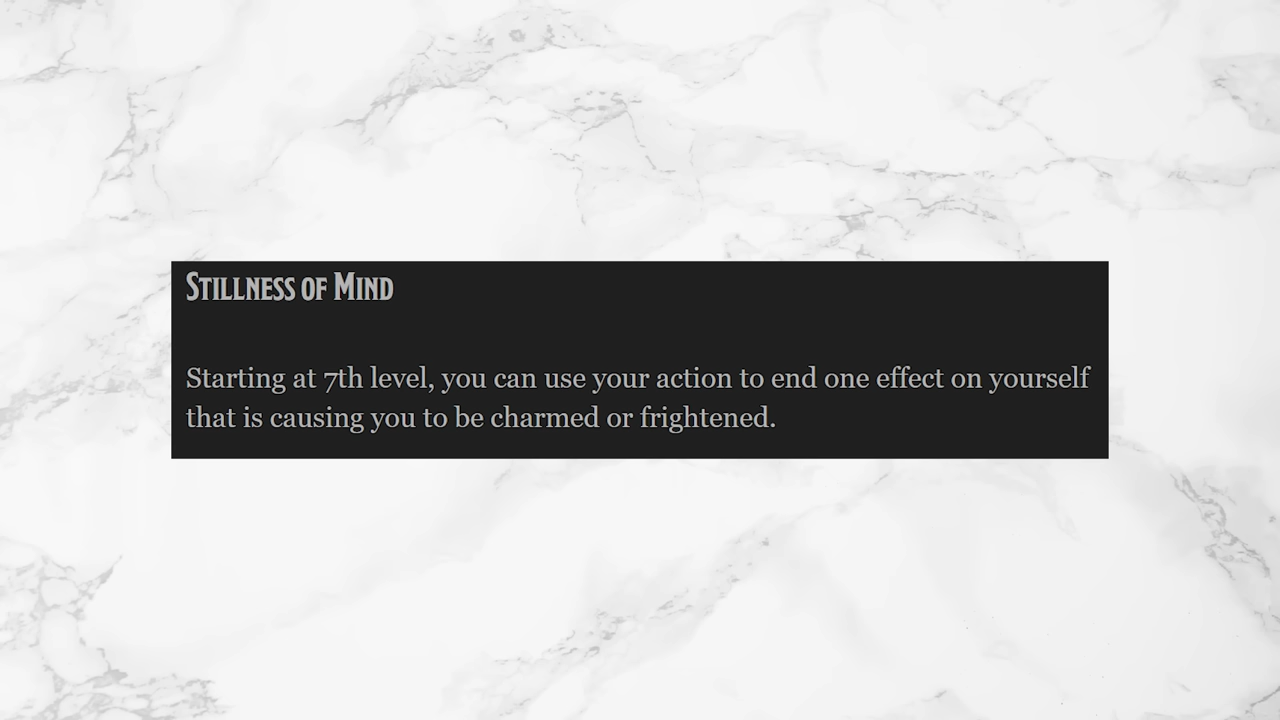 Stillness of Mind
Starting at 7th level, you can use your action to end one effect on yourself
that is causing you to be charmed or frightened.